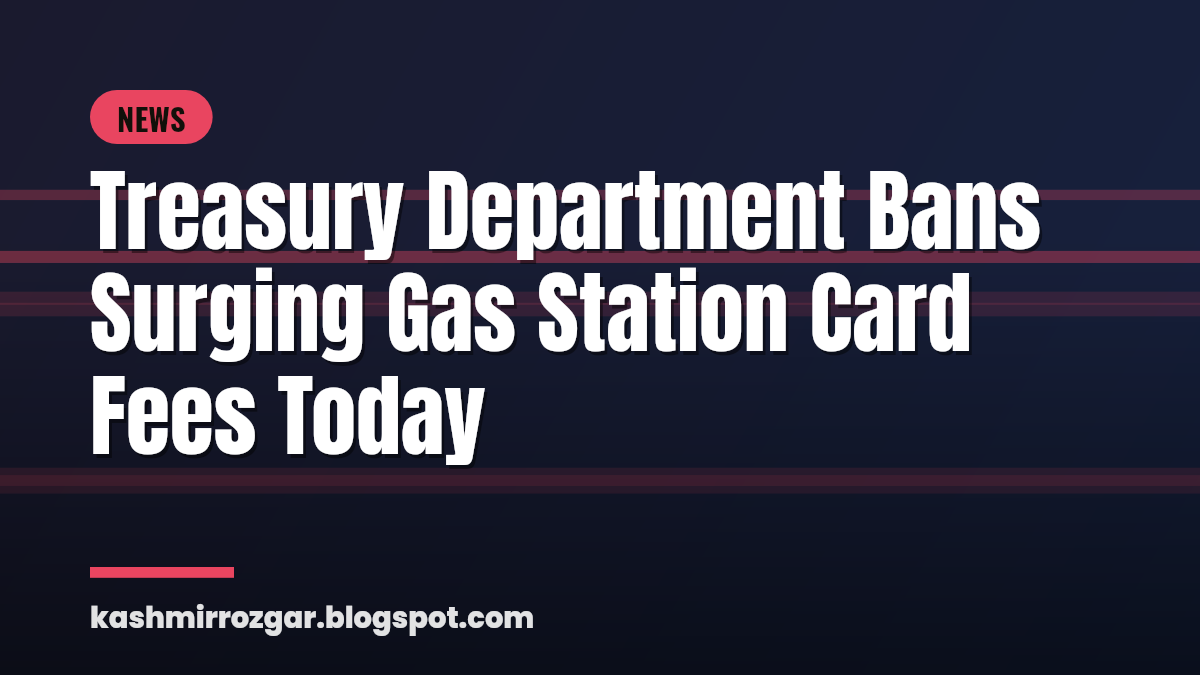 NEWS
Treasury Department Bans
Surging Gas Station Card
Fees Today
kashmirrozgar.blogspot.com